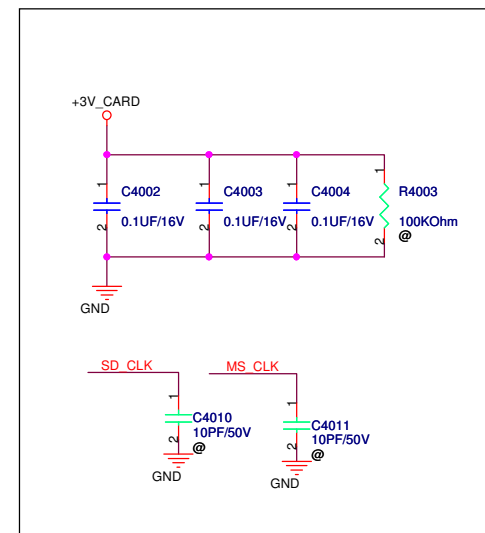 +3V_CARD
1 1 1 1
C4002 C4003 C4004 R4003
0.1UF/16V 0.1UF/16V 0.1UF/16V 100KOhm
2 2 2 2
@
GND
SD_CLK MS_CLK
1 1
C4010 C4011
10PF/50V 10PF/50V
2 2
@ @
GND GND